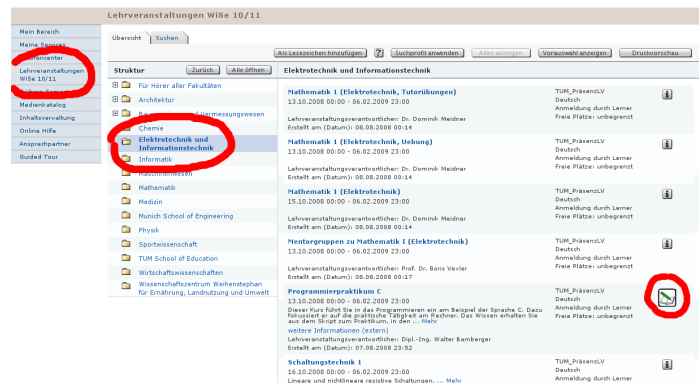 Lehrveranstaltungen WiSe 10/11
Mein Bereich
Meine Services
Lehrveranstaltungen
WiSe 10/11
Medienkatalog
Inhaltsverwaltung
Online Hilfe
Ansprechpartner
Guided Tour
Übersicht
Suchen
Als Lesezeichen hinzufügen
?
Suchprofil anwenden
Alles anzeigen
Vorauswahl anzeigen
Druckvorschau
Struktur
Zurück
Alle öffnen
Für Hörer aller Fakultäten
Architektur
Chemie
Elektrotechnik und
Informationstechnik
Informatik
Maschinenwesen
Mathematik
Medizin
Munich School of Engineering
Physik
Sportwissenschaft
TUM School of Education
Wirtschaftswissenschaften
Wissenschaftszentrum Weihenstephan
für Ernährung, Landnutzung und Umwelt
Elektrotechnik und Informationstechnik
Mathematik 1 (Elektrotechnik, Tutorübungen)
13.10.2008 00:00 - 06.02.2009 23:00
Lehrveranstaltungsverantwortlicher: Dr. Dominik Meidner
Erstellt am (Datum): 08.08.2008 00:14
TUM_PräsenzLV
Deutsch
Anmeldung durch Lerner
Freie Plätze: unbegrenzt
Mathematik 1 (Elektrotechnik, Uebung)
13.10.2008 00:00 - 06.02.2009 23:00
Lehrveranstaltungsverantwortlicher: Dr. Dominik Meidner
Erstellt am (Datum): 08.08.2008 00:14
TUM_PräsenzLV
Deutsch
Anmeldung durch Lerner
Freie Plätze: unbegrenzt
Mathematik 1 (Elektrotechnik)
15.10.2008 00:00 - 06.02.2009 23:00
Lehrveranstaltungsverantwortlicher: Dr. Dominik Meidner
Erstellt am (Datum): 08.08.2008 00:14
TUM_PräsenzLV
Deutsch
Anmeldung durch Lerner
Freie Plätze: unbegrenzt
Mentorgruppen zu Mathematik I (Elektrotechnik)
13.10.2008 00:00 - 06.02.2009 23:00
Lehrveranstaltungsverantwortlicher: Prof. Dr. Boris Vexler
Erstellt am (Datum): 08.08.2008 00:17
TUM_PräsenzLV
Deutsch
Anmeldung durch Lerner
Freie Plätze: unbegrenzt
Programmierpraktikum C
13.10.2008 00:00 - 06.02.2009 23:00
Dieser Kurs führt Sie in das Programmieren ein am Beispiel der Sprache C. Dazu
fokussiert er auf die praktische Tätigkeit am Rechner. Das Wissen erhalten Sie
aus dem Skript zum Praktikum, in den ... Mehr
weitere Informationen (extern)
Lehrveranstaltungsverantwortlicher: Dipl.-Ing. Walter Bamberger
Erstellt am (Datum): 07.08.2008 23:52
TUM_PräsenzLV
Deutsch
Anmeldung durch Lerner
Freie Plätze: unbegrenzt
Schaltungstechnik 1
16.10.2008 00:00 - 06.02.2009 23:00
Lineare und nichtlineare resistive Schaltungen, ... Mehr
TUM_PräsenzLV
Deutsch
Anmeldung durch Lerner